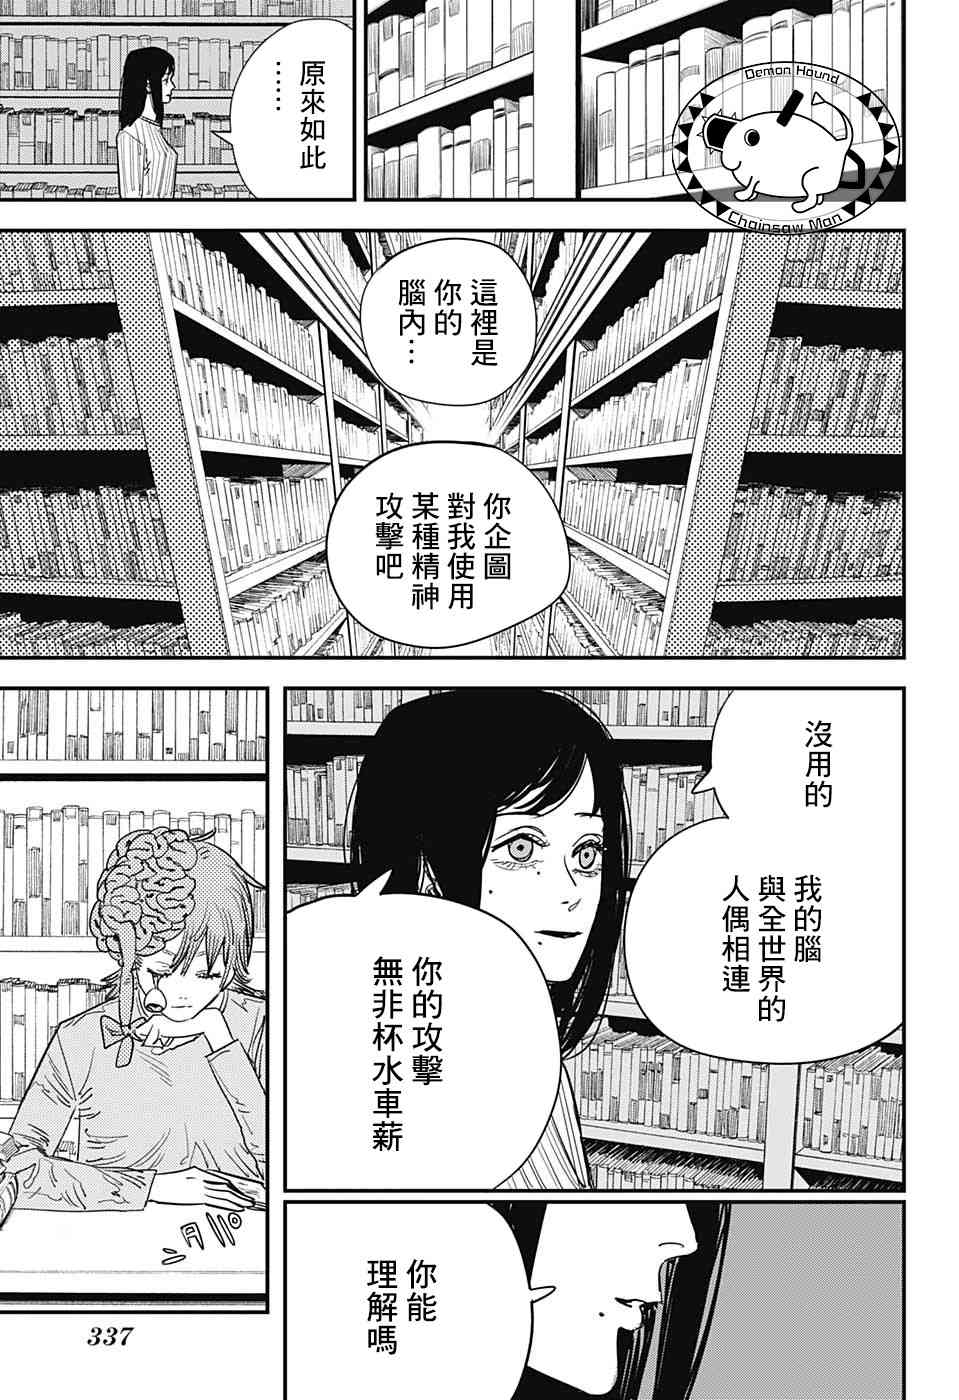 Demon Hound
Chainsaw Man
原來如此
……
這裡是
你的
腦內…
你企圖
對我使用
某種精神
攻擊吧
沒用的
我的腦
與全世界的
人偶相連
你的攻擊
無非杯水車薪
你能
理解嗎
337